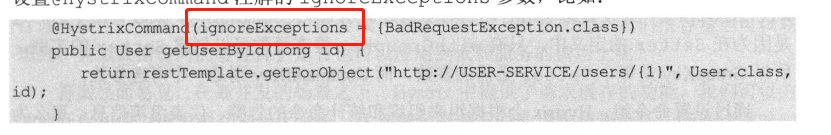 设置@HystrixCommand注解的ignoreExceptions参数，比如：
@HystrixCommand(ignoreExceptions = {BadRequestException.class})
public User getUserById(Long id) {
return restTemplate.getForObject("http://USER-SERVICE/users/{1}", User.class,
id);
}